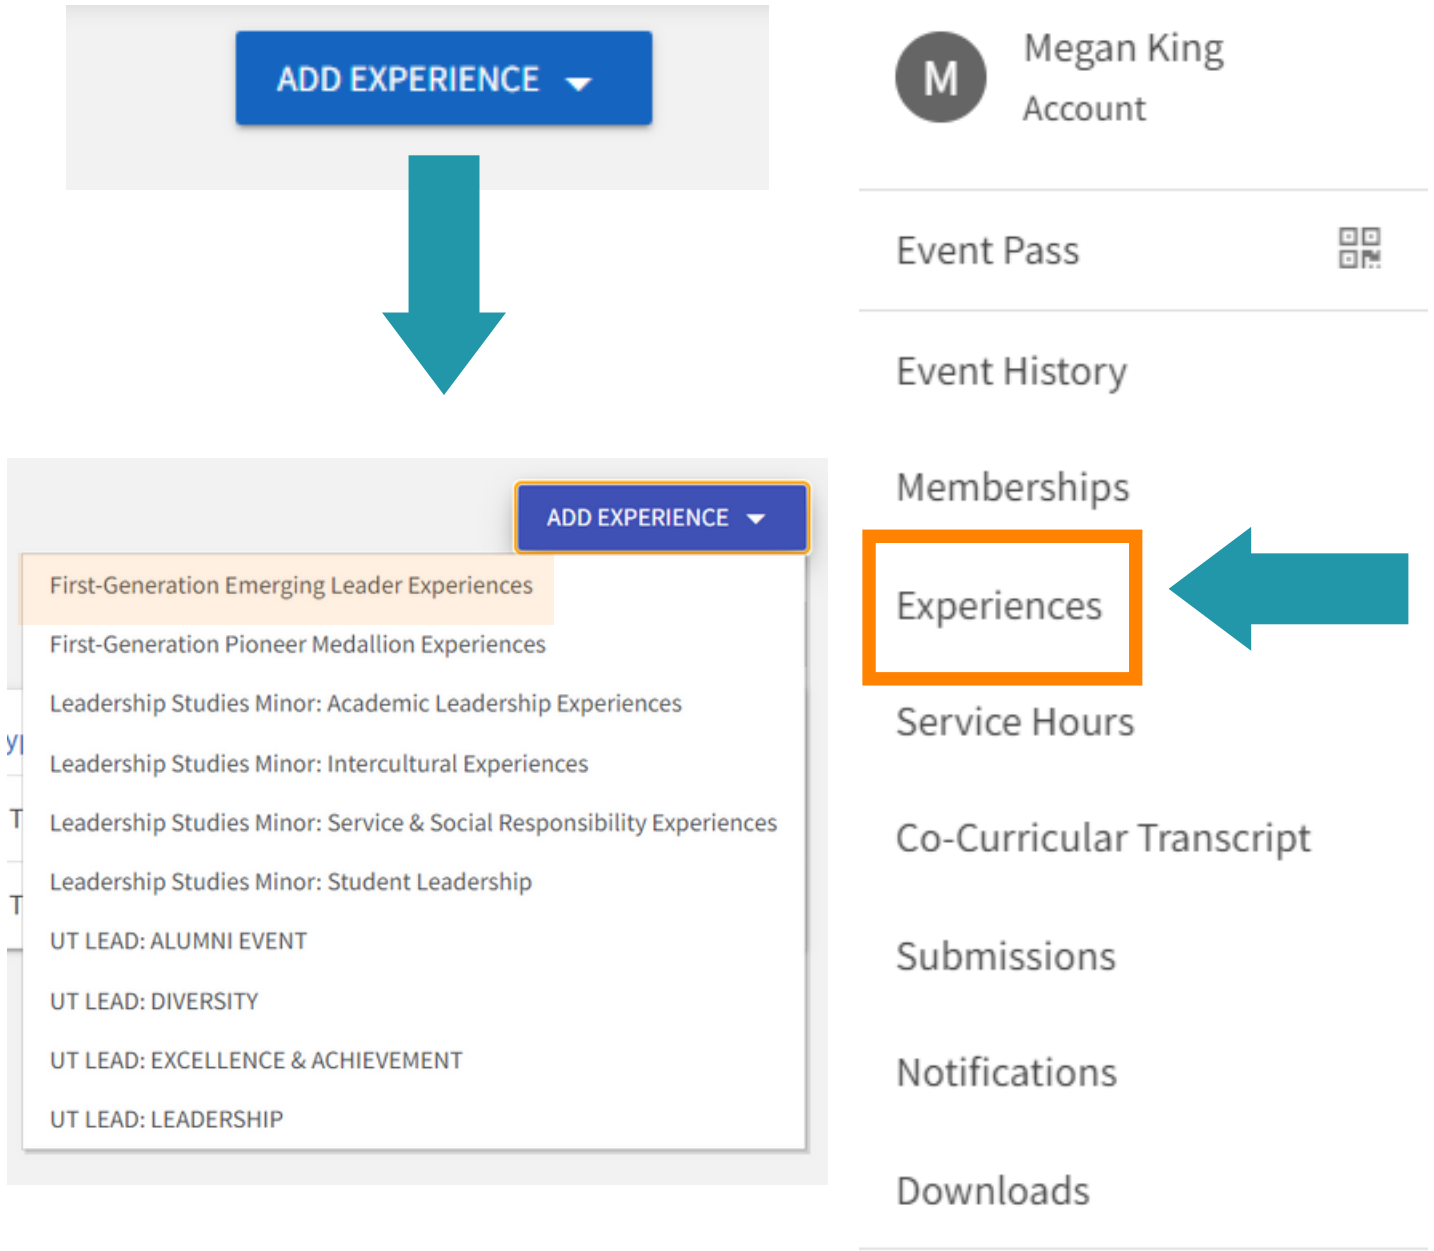 ADD EXPERIENCE
ADD EXPERIENCE
First-Generation Emerging Leader Experiences
First-Generation Pioneer Medallion Experiences
Leadership Studies Minor: Academic Leadership Experiences
Leadership Studies Minor: Intercultural Experiences
Leadership Studies Minor: Service & Social Responsibility Experiences
Leadership Studies Minor: Student Leadership
UT LEAD: ALUMNI EVENT
UT LEAD: DIVERSITY
UT LEAD: EXCELLENCE & ACHIEVEMENT
UT LEAD: LEADERSHIP
T
T
M
Megan King
Account
Event Pass
Event History
Memberships
Experiences
Service Hours
Co-Curricular Transcript
Submissions
Notifications
Downloads